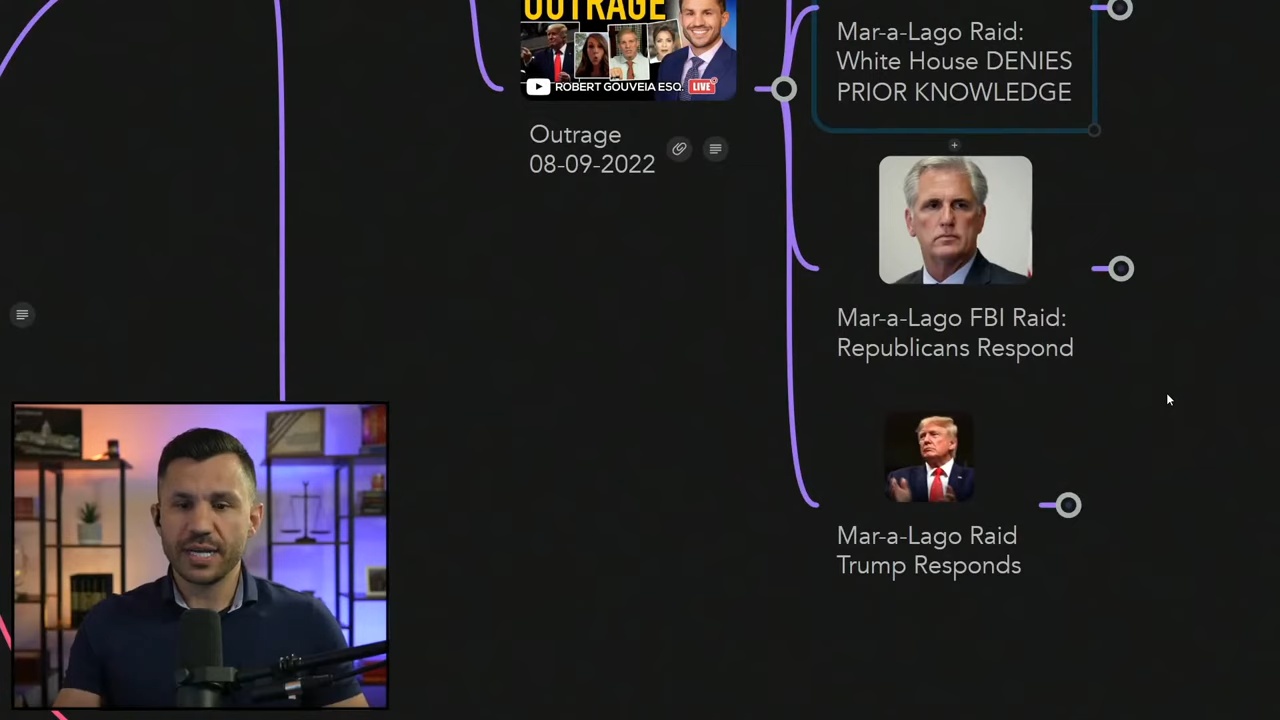 OUTRAGE
ROBERT GOUVEIA ESQ. LIVE
Outrage
08-09-2022
Mar-a-Lago Raid:
White House DENIES
PRIOR KNOWLEDGE
Mar-a-Lago FBI Raid:
Republicans Respond
Mar-a-Lago Raid
Trump Responds